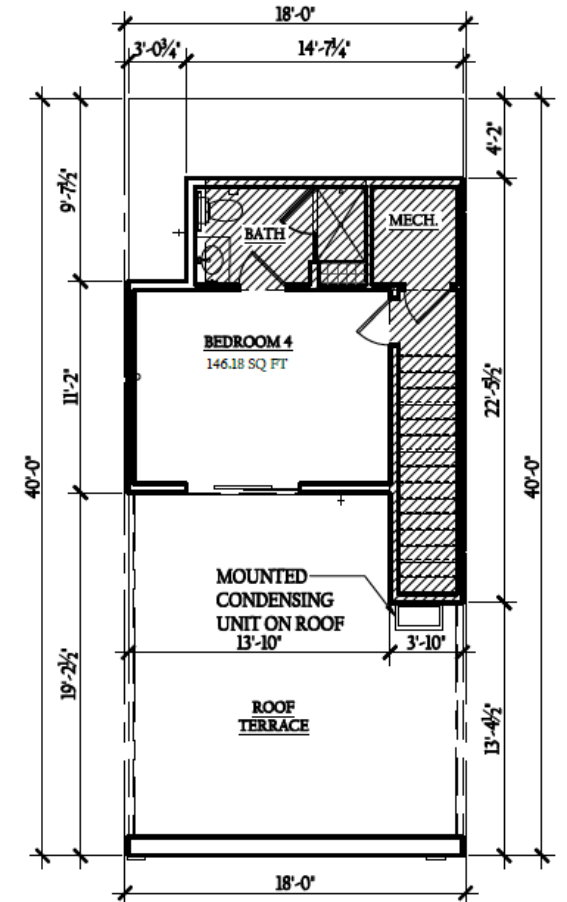 18'-0"
3'-0¾"
14'-7¼"
9'-7½"
4'-2"
BATH
MECH.
BEDROOM 4
146.18 SQ FT
11'-2"
22'-5½"
40'-0"
40'-0"
MOUNTED
CONDENSING
UNIT ON ROOF
13'-10"
3'-10"
19'-2½"
ROOF
TERRACE
13'-4½"
18'-0"